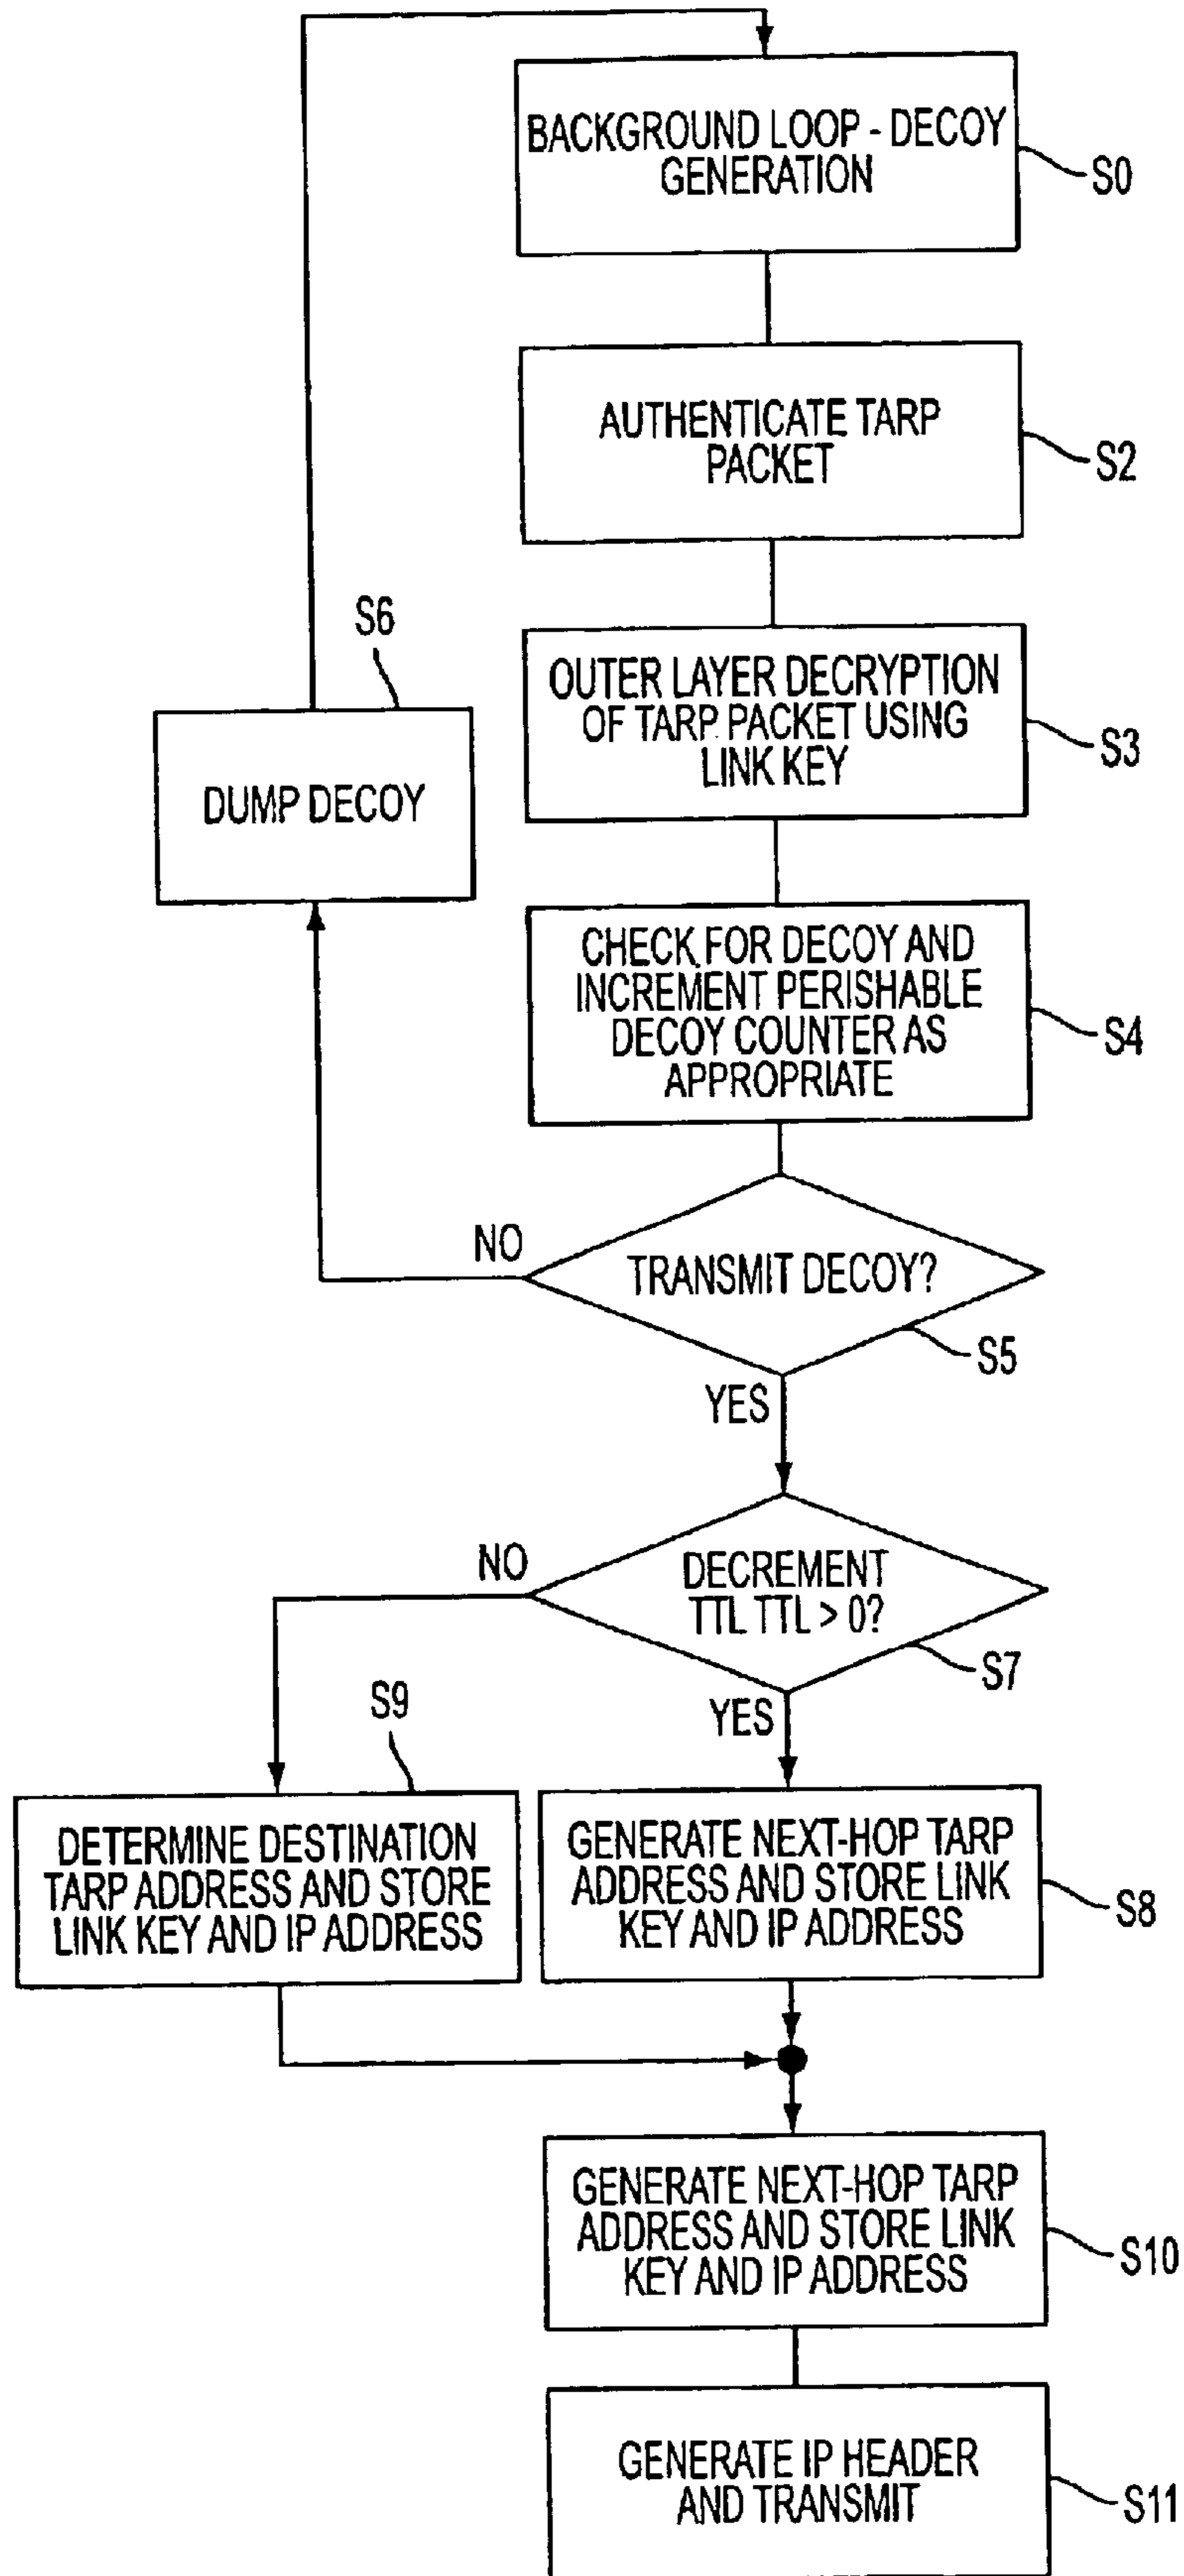 BACKGROUND LOOP - DECOY
GENERATION
S0
AUTHENTICATE TARP
PACKET
S2
OUTER LAYER DECRYPTION
OF TARP PACKET USING
LINK KEY
S3
S6
DUMP DECOY
CHECK FOR DECOY AND
INCREMENT PERISHABLE
DECOY COUNTER AS
APPROPRIATE
S4
NO
TRANSMIT DECOY?
S5
YES
NO
DECREMENT
TTL TTL > 0?
S7
YES
S9
DETERMINE DESTINATION
TARP ADDRESS AND STORE
LINK KEY AND IP ADDRESS
GENERATE NEXT-HOP TARP
ADDRESS AND STORE LINK
KEY AND IP ADDRESS
S8
GENERATE NEXT-HOP TARP
ADDRESS AND STORE LINK
KEY AND IP ADDRESS
S10
GENERATE IP HEADER
AND TRANSMIT
S11